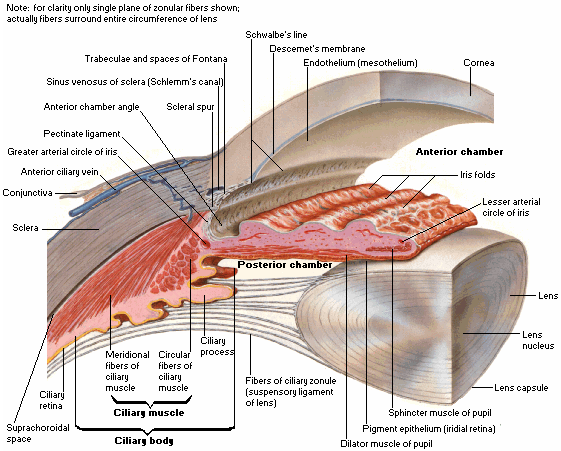 Note: for clarity only single plane of zonular fibers shown;
actually fibers surround entire circumference of lens
Schwalbe's line
Descemet's membrane
Trabeculae and spaces of Fontana
Endothelium (mesothelium)
Cornea
Sinus venosus of sclera (Schlemm's canal)
Anterior chamber angle
Scleral spur
Pectinate ligament
Greater arterial circle of iris
Anterior chamber
Anterior ciliary vein
Iris folds
Conjunctiva
Lesser arterial
circle of iris
Sclera
Posterior chamber
Lens
Lens
nucleus
Ciliary
process
Meridional
fibers of
ciliary
muscle
Circular
fibers of
ciliary
muscle
Fibers of ciliary zonule
(suspensory ligament
of lens)
Ciliary
retina
Lens capsule
Ciliary muscle
Sphincter muscle of pupil
Suprachoroidal
space
Pigment epithelium (iridial retina)
Ciliary body
Dilator muscle of pupil